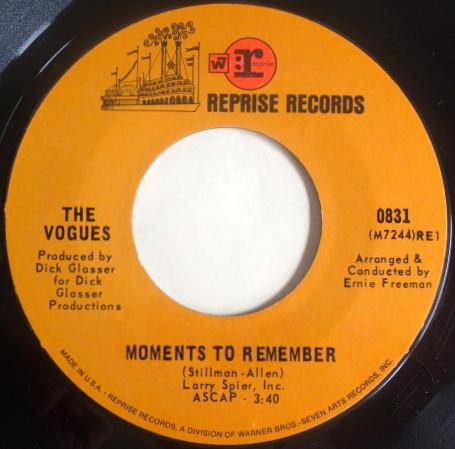 W
r reprise
REPRISE RECORDS
THE
VOGUES
Produced by
Dick Glasser
for Dick
Glasser
Productions
0831
(M7244)RE1
Arranged &
Conducted by
Ernie Freeman
MOMENTS TO REMEMBER
(Stillman-Allen)
Larry Spier, Inc.
ASCAP - 3:40
MADE IN U.S.A. • REPRISE RECORDS, A DIVISION OF WARNER BROS.-SEVEN ARTS RECORDS, INC.